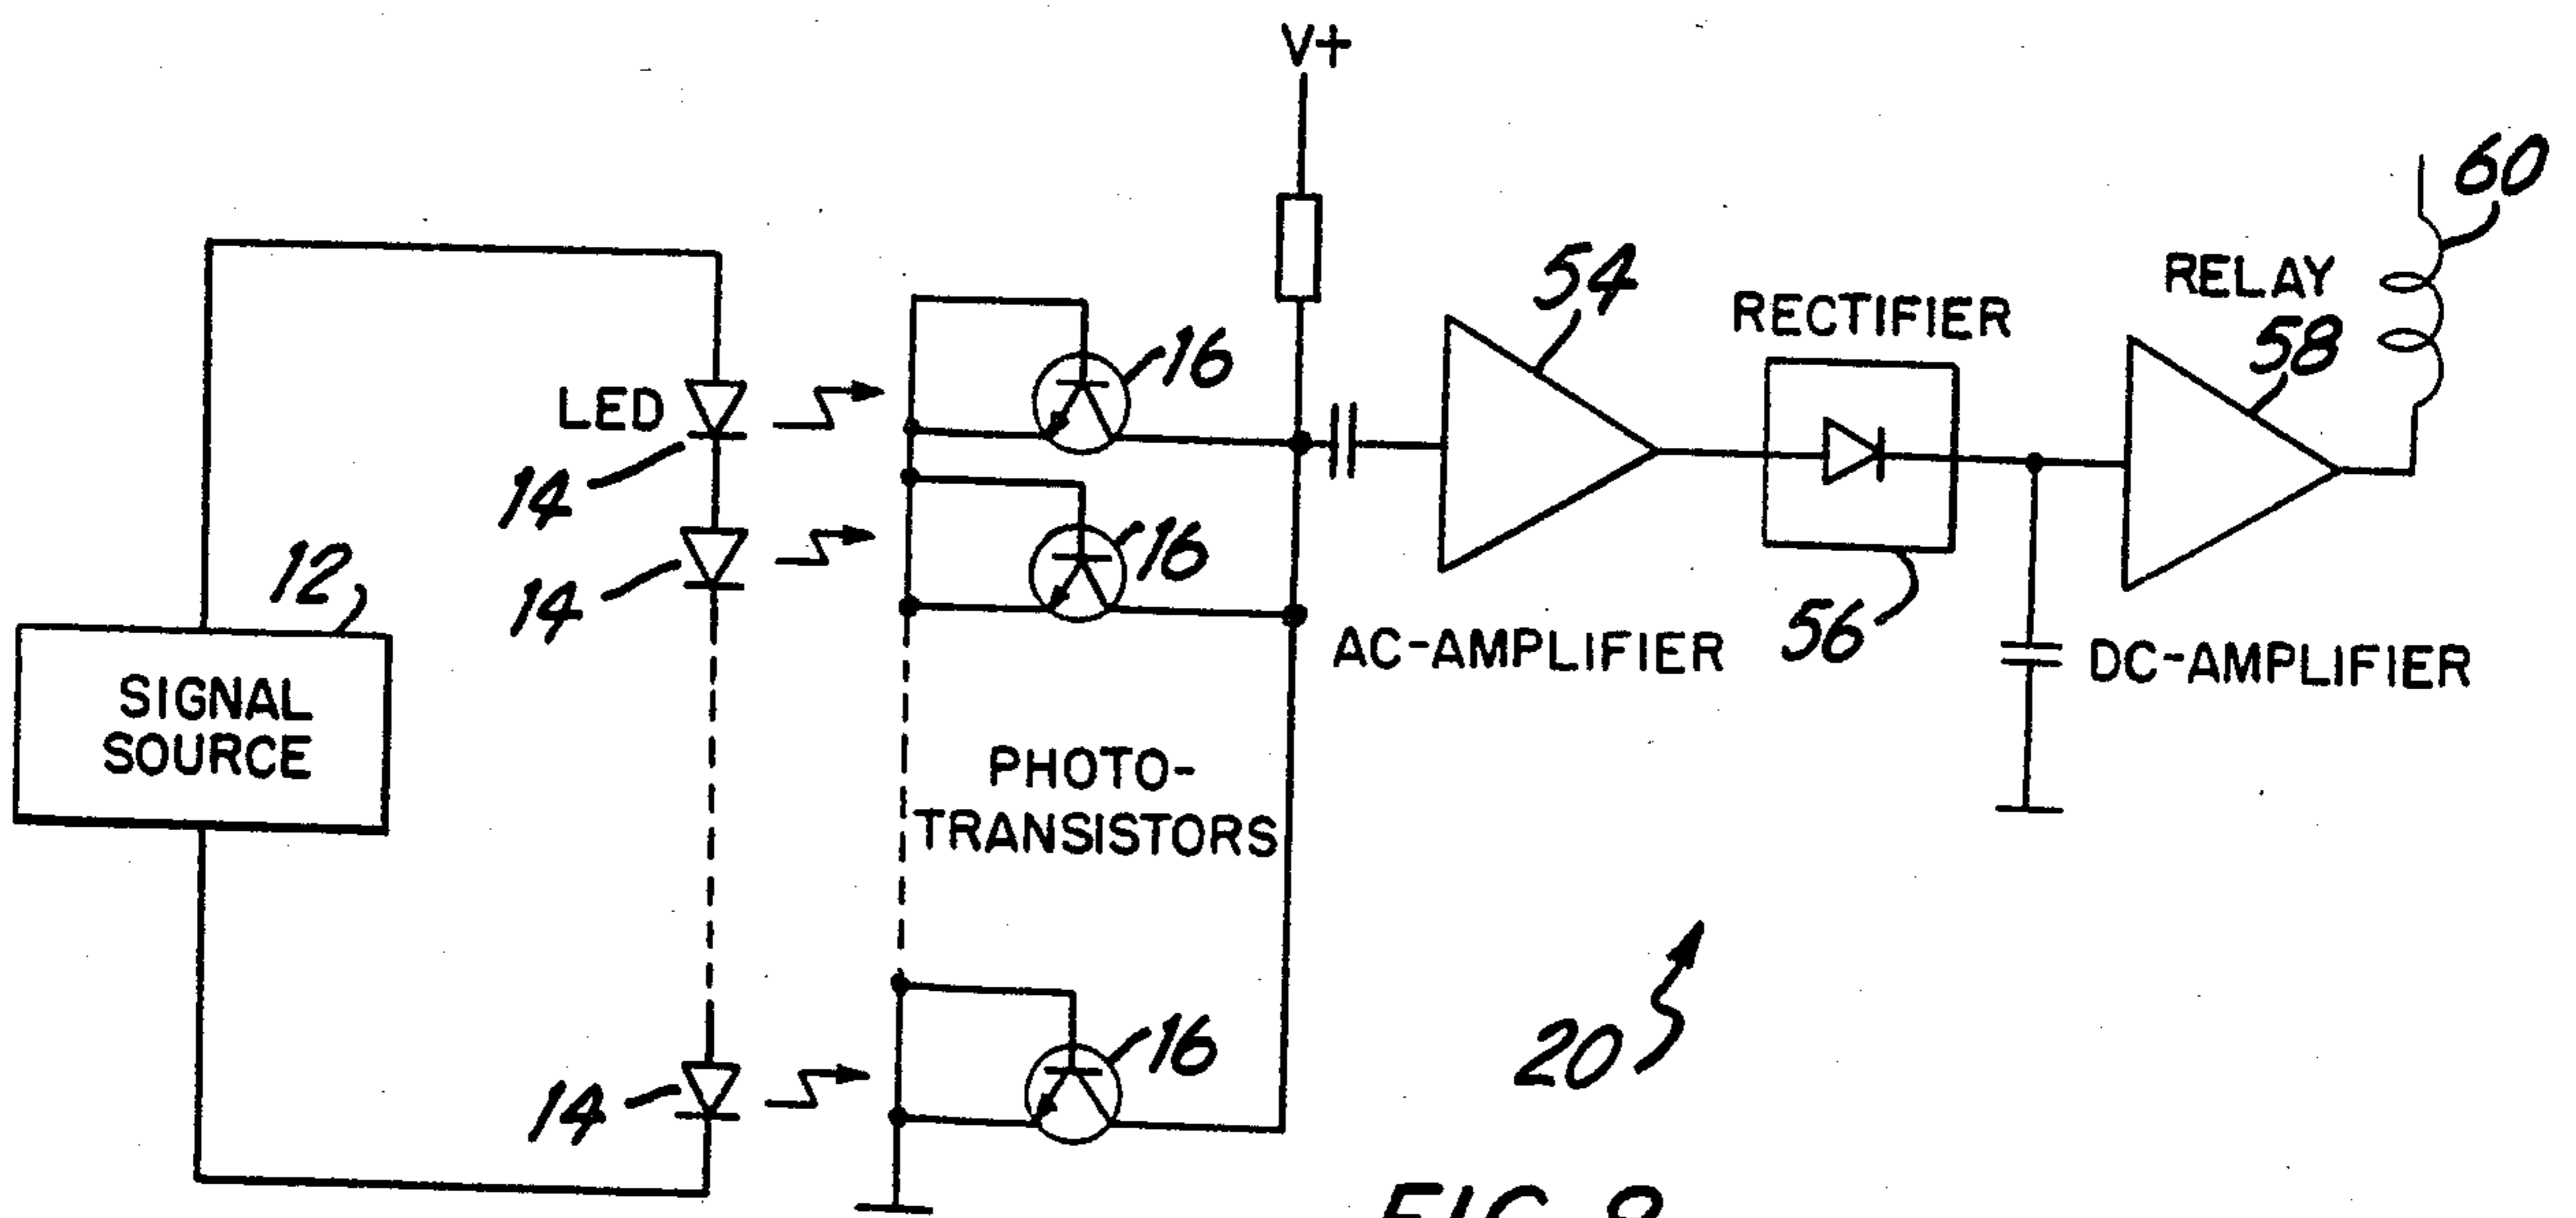 V+
60
54
RELAY
RECTIFIER
58
16
LED
14
16
12
14
56
AC-AMPLIFIER
DC-AMPLIFIER
SIGNAL
SOURCE
PHOTO-
TRANSISTORS
20
16
14